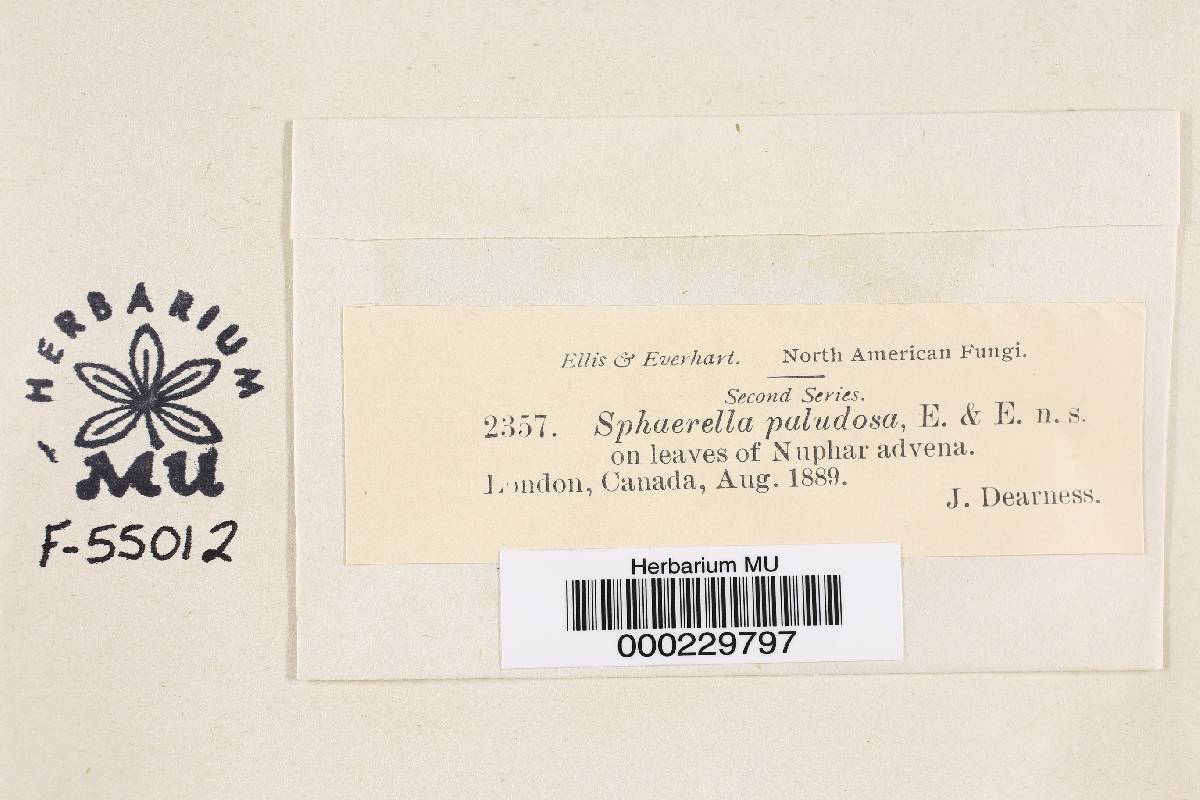 HERBARIUM
MU
F-55012
Ellis & Everhart. North American Fungi.
Second Series.
2357. Sphaerella paludosa, E. & E. n. s.
on leaves of Nuphar advena.
London, Canada, Aug. 1889.
J. Dearness.
Herbarium MU
000229797